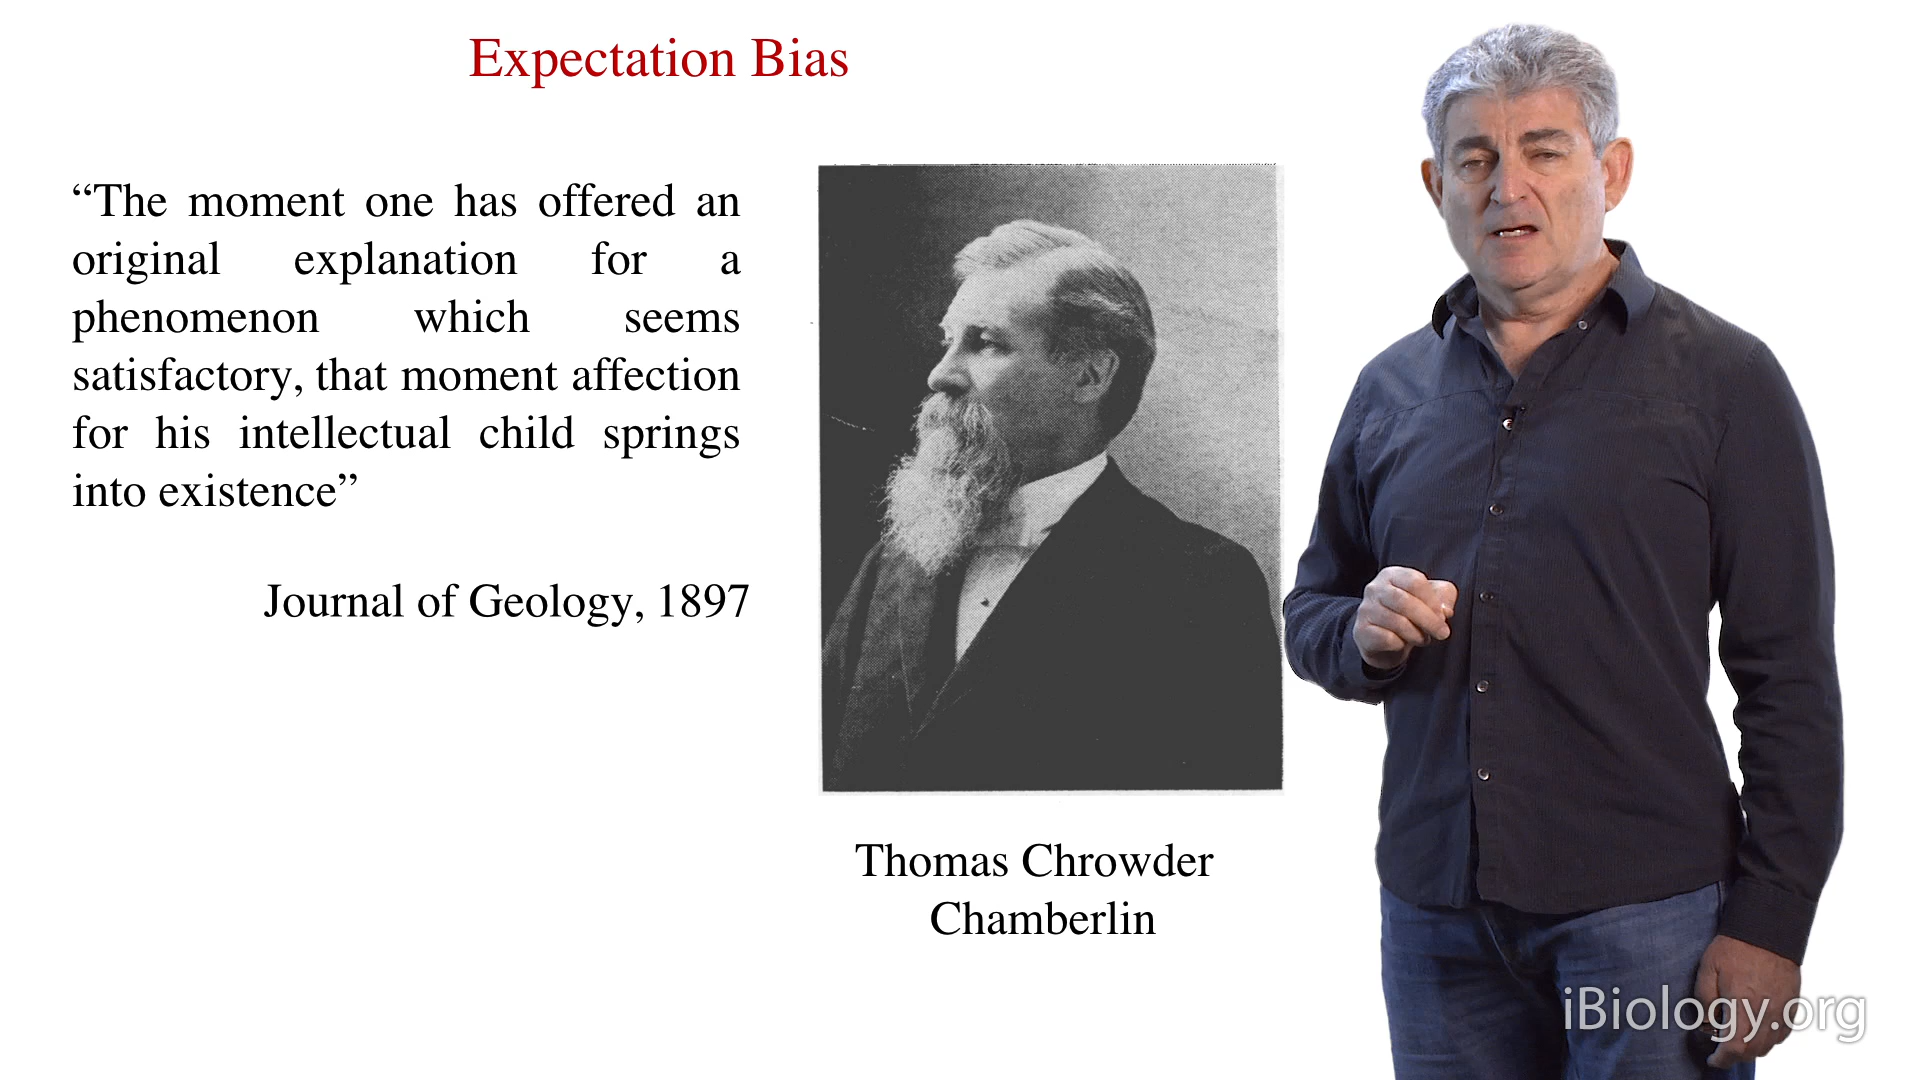 Expectation Bias
“The moment one has offered an
original explanation for a
phenomenon which seems
satisfactory, that moment affection
for his intellectual child springs
into existence”
Journal of Geology, 1897
Thomas Chrowder
Chamberlin
iBiology.org